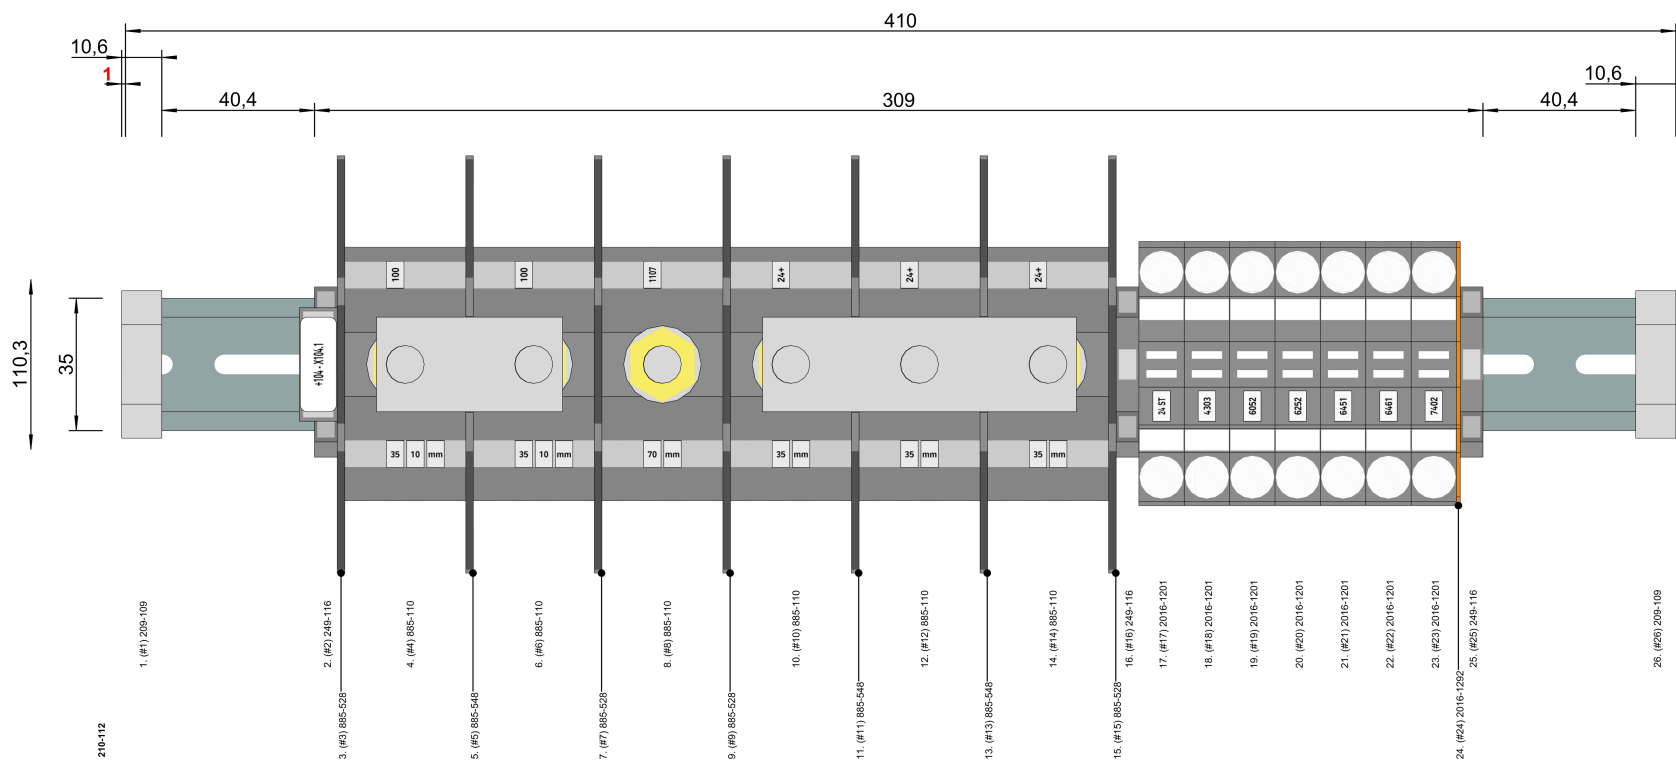 410
10,6
10,6
1
40,4
309
40,4
110,3
35
100
100
1107
24+
24+
24+
+104 - X104.1
24 ST
4303
6052
6252
6451
6461
7402
35 10 mm
35 10 mm
70 mm
35 mm
35 mm
35 mm
1. (#1) 209-109
2. (#2) 249-116
3. (#3) 885-528
4. (#4) 885-110
5. (#5) 885-548
6. (#6) 885-110
7. (#7) 885-528
8. (#8) 885-110
9. (#9) 885-528
10. (#10) 885-110
11. (#11) 885-548
12. (#12) 885-110
13. (#13) 885-548
14. (#14) 885-110
15. (#15) 885-528
16. (#16) 249-116
17. (#17) 2016-1201
18. (#18) 2016-1201
19. (#19) 2016-1201
20. (#20) 2016-1201
21. (#21) 2016-1201
22. (#22) 2016-1201
23. (#23) 2016-1201
24. (#24) 2016-1292
25. (#25) 249-116
26. (#26) 209-109
210-112